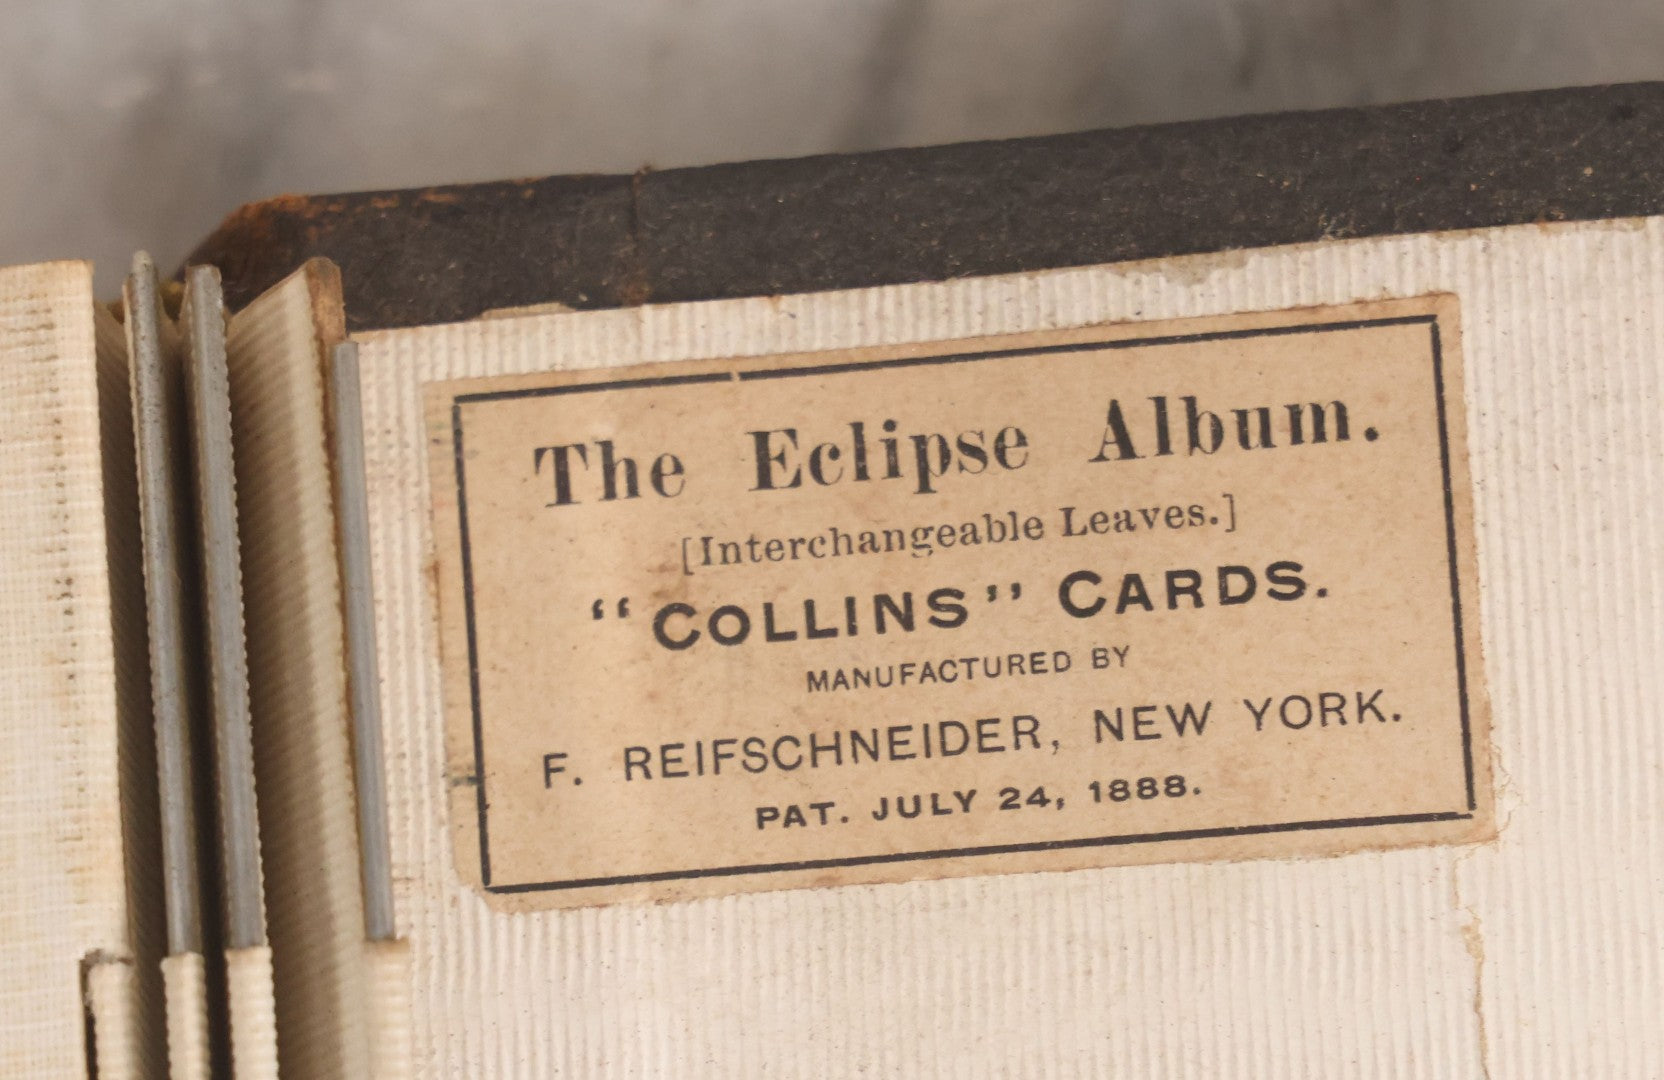 The Eclipse Album.
[Interchangeable Leaves.]
“COLLINS” CARDS.
MANUFACTURED BY
F. REIFSCHNEIDER, NEW YORK.
PAT. JULY 24, 1888.